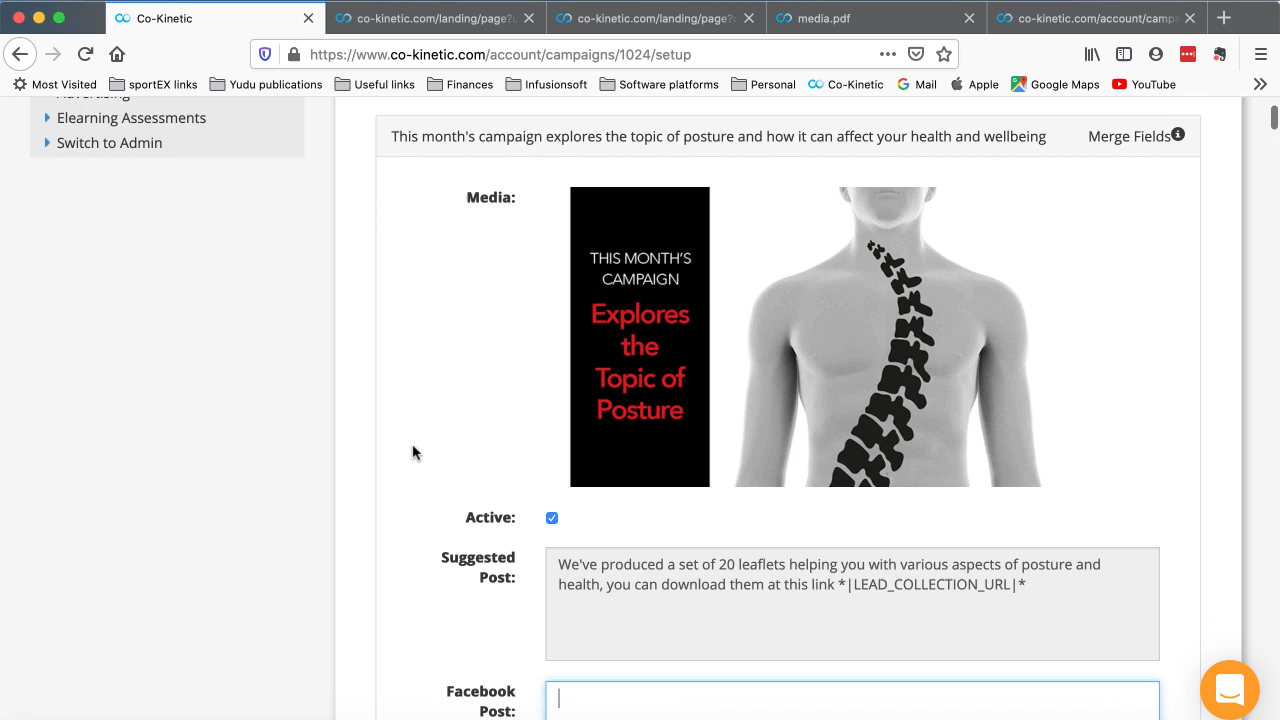 Co-Kinetic
co-kinetic.com/landing/page?u
co-kinetic.com/landing/page?u
media.pdf
co-kinetic.com/account/campa
https://www.co-kinetic.com/account/campaigns/1024/setup
Most Visited sportEX links Yudu publications Useful links Finances Infusionsoft Software platforms Personal Co-Kinetic Mail Apple Google Maps YouTube
Advertising
Elearning Assessments
Switch to Admin
This month's campaign explores the topic of posture and how it can affect your health and wellbeing
Merge Fields
Media:
THIS MONTH'S
CAMPAIGN
Explores
the
Topic of
Posture
Active:
Suggested
Post:
We've produced a set of 20 leaflets helping you with various aspects of posture and
health, you can download them at this link *|LEAD_COLLECTION_URL|*
Facebook
Post: